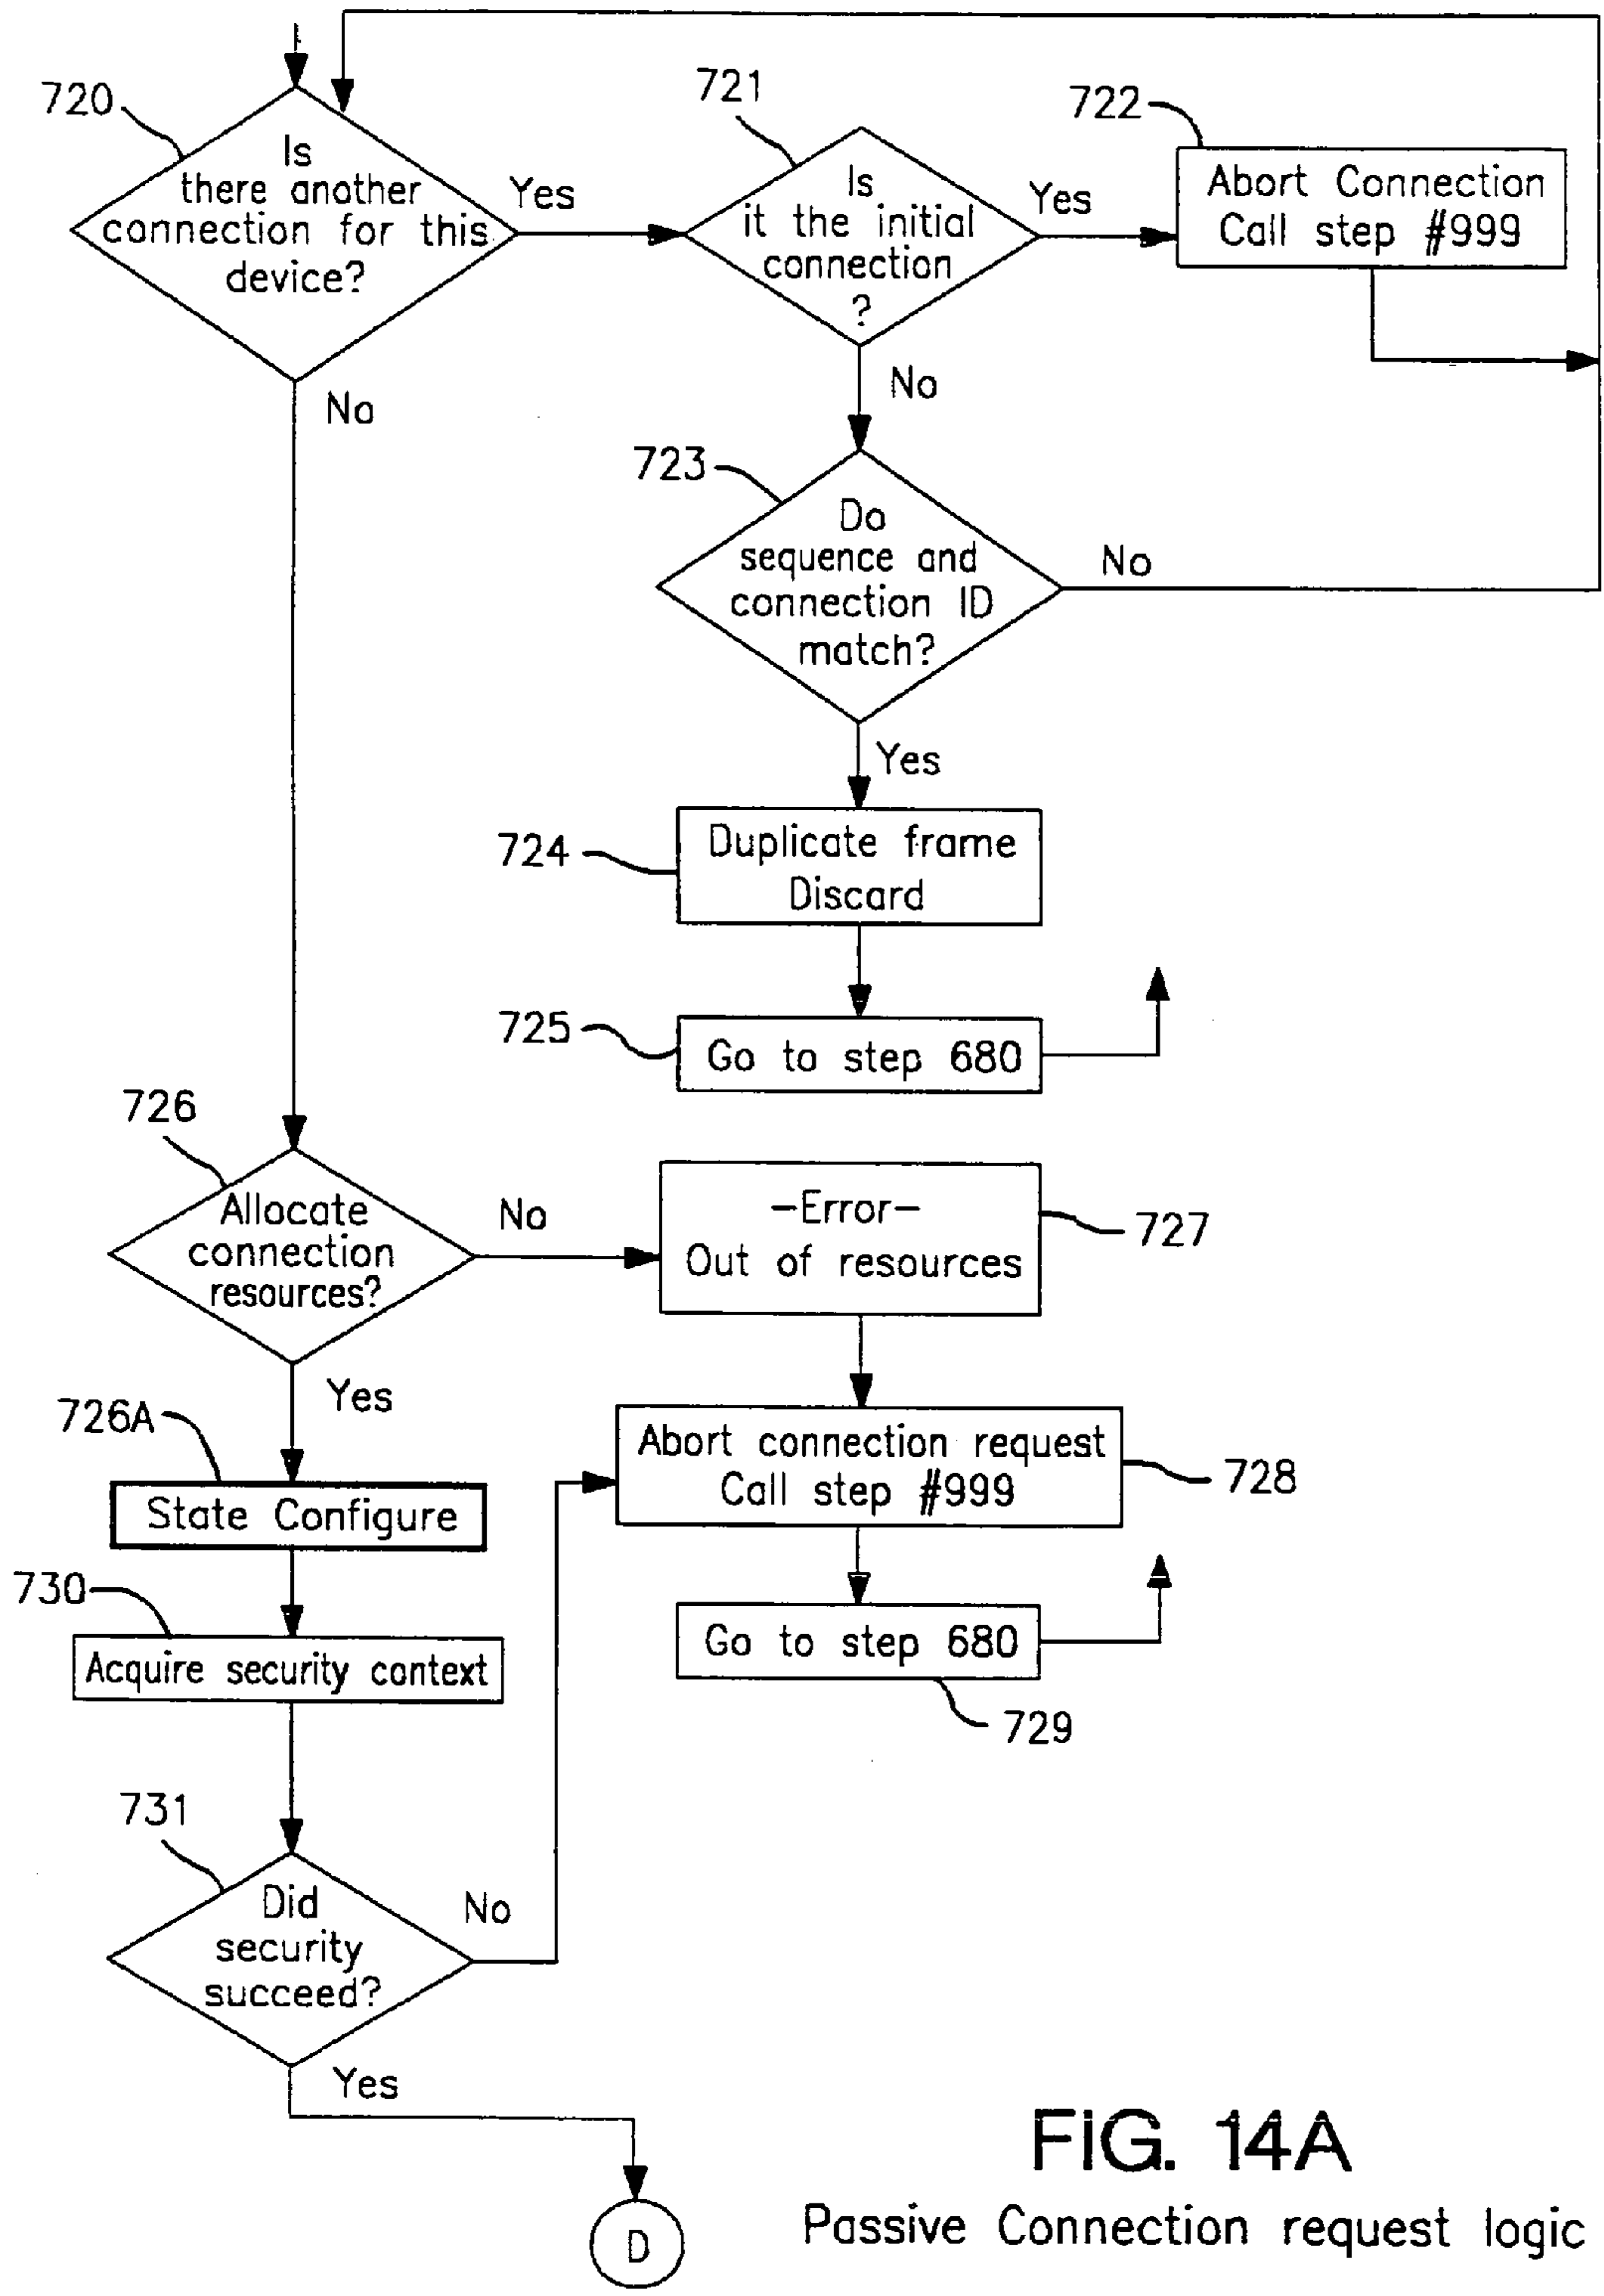 720
Is
there another
connection for this
device?
Yes
No
721
Is
it the initial
connection
?
Yes
No
722
Abort Connection
Call step #999
723
Do
sequence and
connection ID
match?
No
Yes
724
Duplicate frame
Discard
725
Go to step 680
726
Allocate
connection
resources?
No
Yes
727
-Error-
Out of resources
726A
State Configure
728
Abort connection request
Call step #999
730
Acquire security context
Go to step 680
729
731
Did
security
succeed?
No
Yes
D
FIG. 14A
Passive Connection request logic